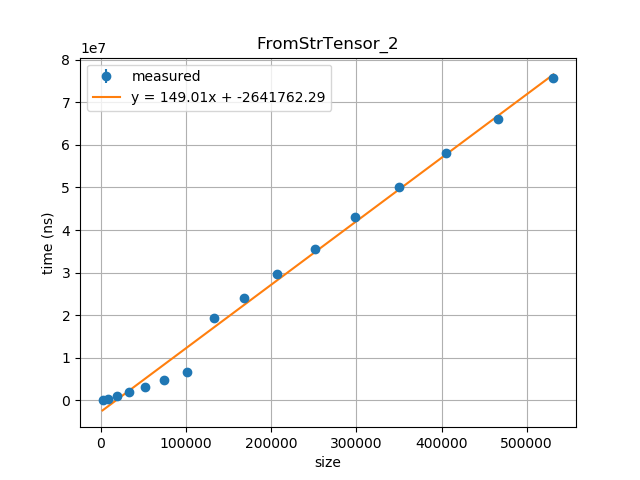 FromStrTensor_2
1e7
measured
y = 149.01x + -2641762.29
8
7
6
5
4
3
2
1
0
time (ns)
0 100000 200000 300000 400000 500000
size